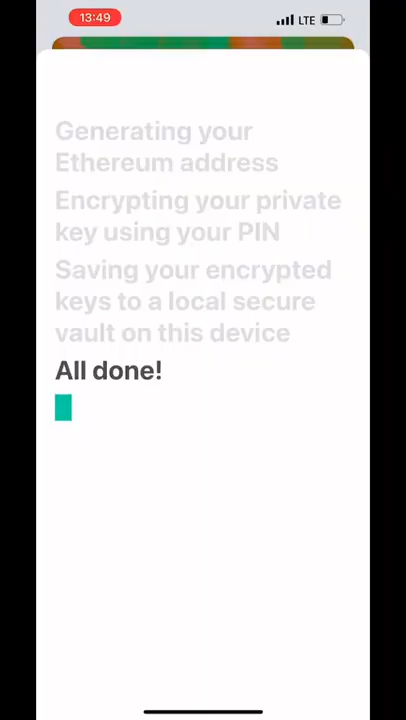 13:49
LTE
Generating your
Ethereum address
Encrypting your private
key using your PIN
Saving your encrypted
keys to a local secure
vault on this device
All done!